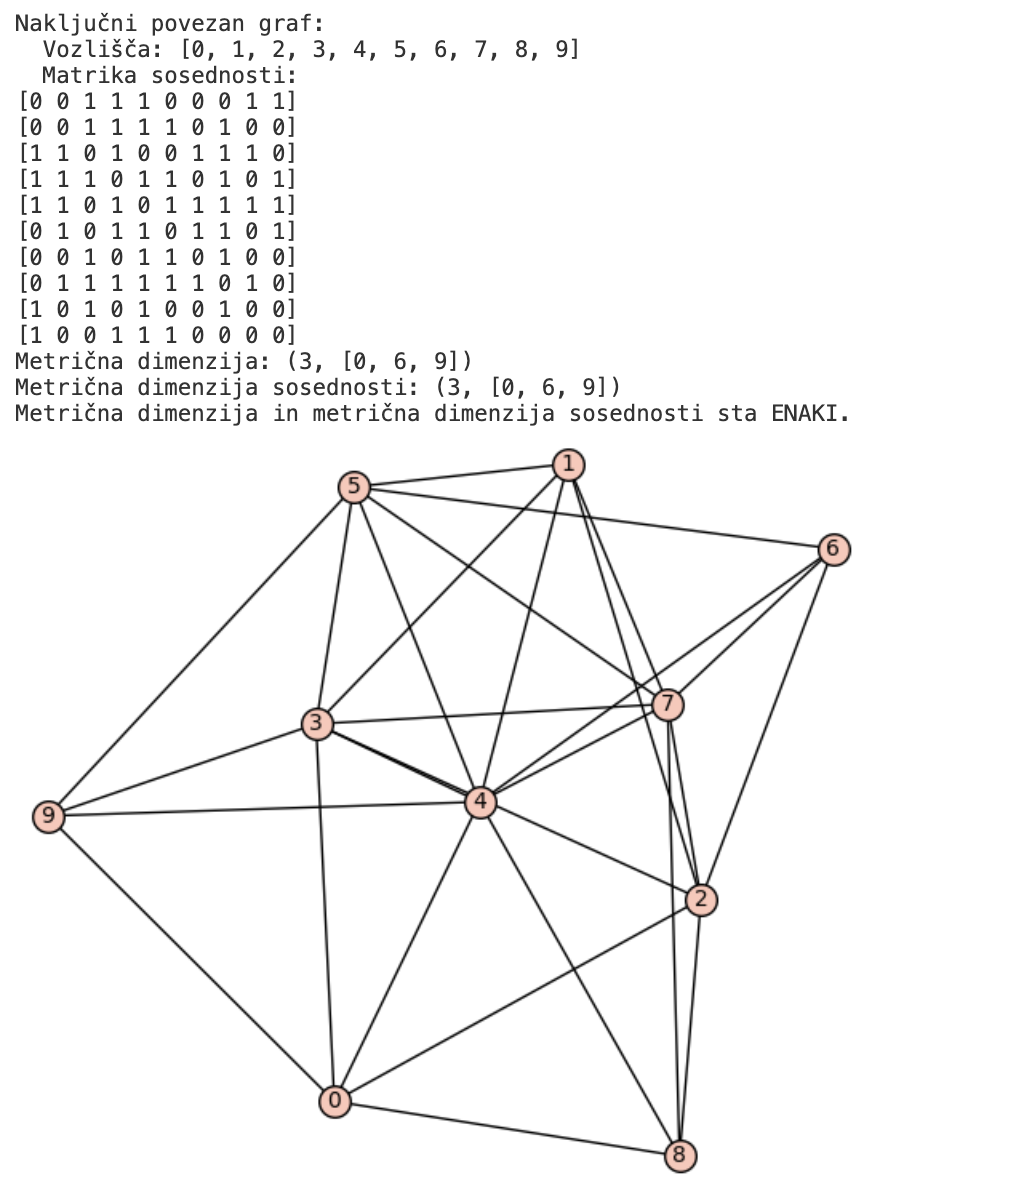 Naključni povezan graf:
Vozlišča: [0, 1, 2, 3, 4, 5, 6, 7, 8, 9]
Matrika sosednosti:
[0 0 1 1 1 0 0 0 1 1]
[0 0 1 1 1 1 0 1 0 0]
[1 1 0 1 0 0 1 1 1 0]
[1 1 1 0 1 1 0 1 0 1]
[1 1 0 1 0 1 1 1 1 1]
[0 1 0 1 1 0 1 1 0 1]
[0 0 1 0 1 1 0 1 0 0]
[0 1 1 1 1 1 1 0 1 0]
[1 0 1 0 1 0 0 1 0 0]
[1 0 0 1 1 1 0 0 0 0]
Metrična dimenzija: (3, [0, 6, 9])
Metrična dimenzija sosednosti: (3, [0, 6, 9])
Metrična dimenzija in metrična dimenzija sosednosti sta ENAKI.
1
5
6
7
3
4
9
2
0
8